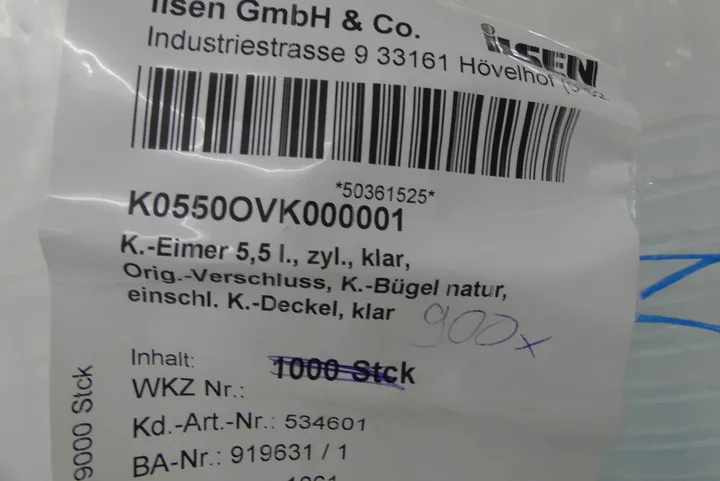 ilsen GmbH & Co.
iLSEN
Industriestrasse 9 33161 Hövelhof
*50361525*
K0550OVK000001
K.-Eimer 5,5 l., zyl., klar,
Orig.-Verschluss, K.-Bügel natur,
einschl. K.-Deckel, klar
900x
Inhalt: 1000 Stck
WKZ Nr.:
Kd.-Art.-Nr.: 534601
BA-Nr.: 919631 / 1
9000 Stck